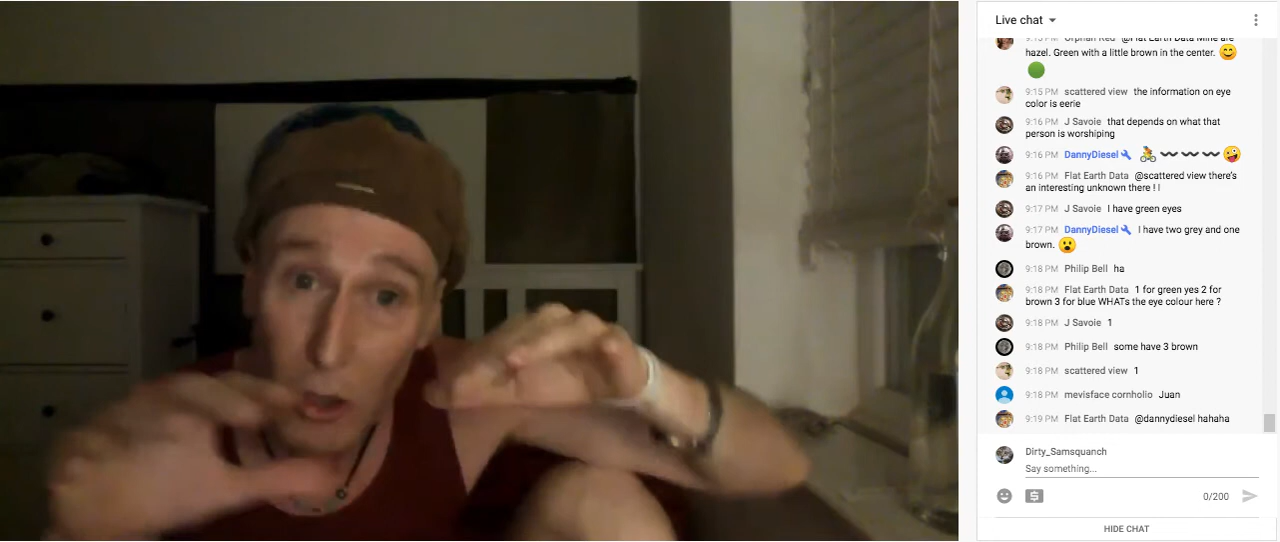 Live chat
9:15 PM Orphan Red @Flat Earth Data Mine are
hazel. Green with a little brown in the center.
9:15 PM scattered view the information on eye
color is eerie
9:16 PM J Savoie that depends on what that
person is worshiping
9:16 PM DannyDiesel
9:16 PM Flat Earth Data @scattered view there's
an interesting unknown there ! I
9:17 PM J Savoie I have green eyes
9:17 PM DannyDiesel I have two grey and one
brown.
9:18 PM Philip Bell ha
9:18 PM Flat Earth Data 1 for green yes 2 for
brown 3 for blue WHATs the eye colour here ?
9:18 PM J Savoie 1
9:18 PM Philip Bell some have 3 brown
9:18 PM scattered view 1
9:18 PM mevisface cornholio Juan
9:19 PM Flat Earth Data @dannydiesel hahaha
Dirty_Samsquanch
Say something...
0/200
HIDE CHAT